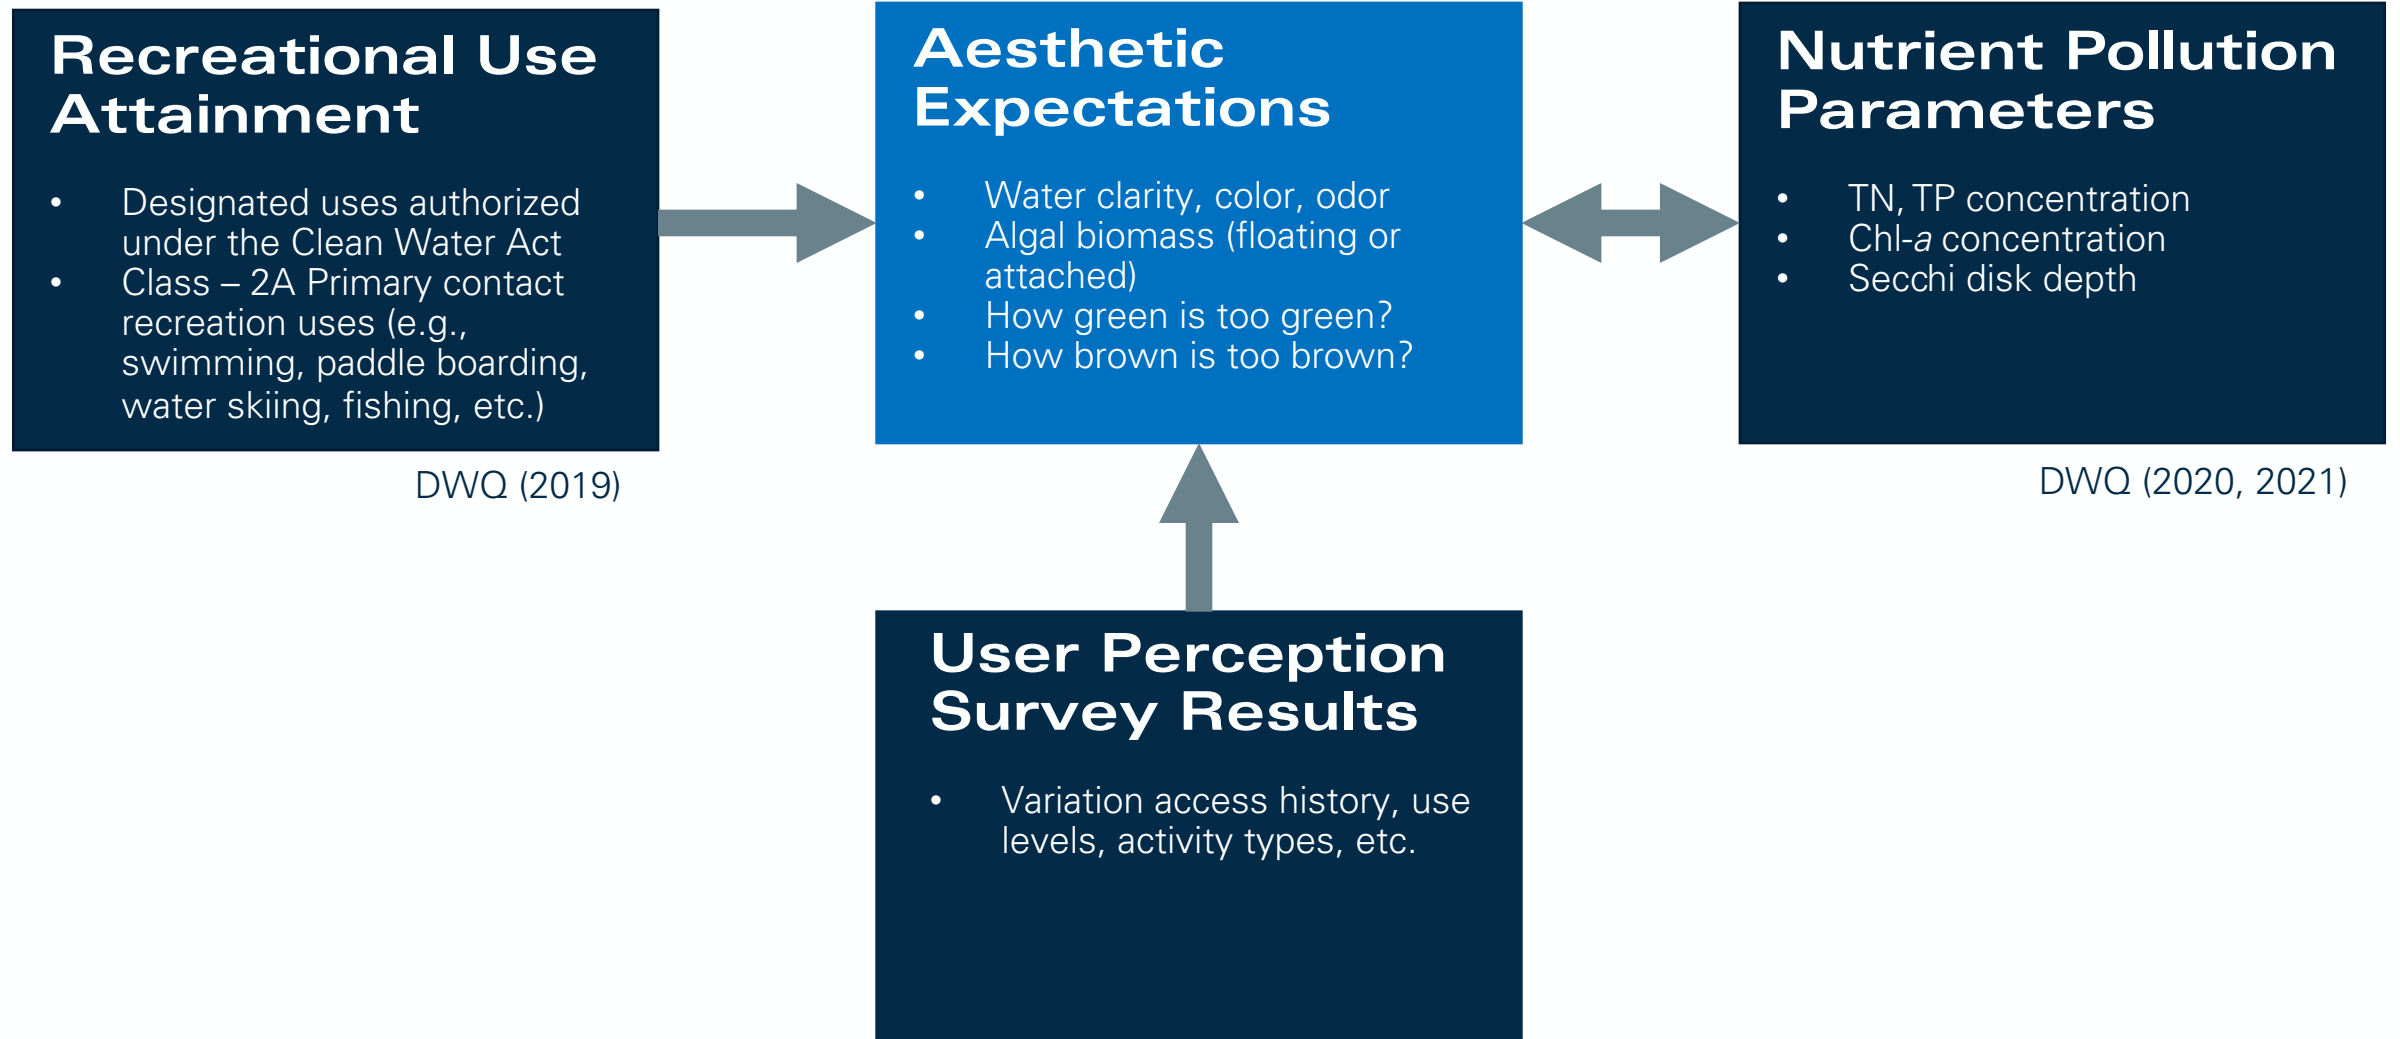 Recreational Use
Attainment
• Designated uses authorized
under the Clean Water Act
• Class – 2A Primary contact
recreation uses (e.g.,
swimming, paddle boarding,
water skiing, fishing, etc.)
DWQ (2019)
Aesthetic
Expectations
• Water clarity, color, odor
• Algal biomass (floating or
attached)
• How green is too green?
• How brown is too brown?
Nutrient Pollution
Parameters
• TN, TP concentration
• Chl-a concentration
• Secchi disk depth
DWQ (2020, 2021)
User Perception
Survey Results
• Variation access history, use
levels, activity types, etc.